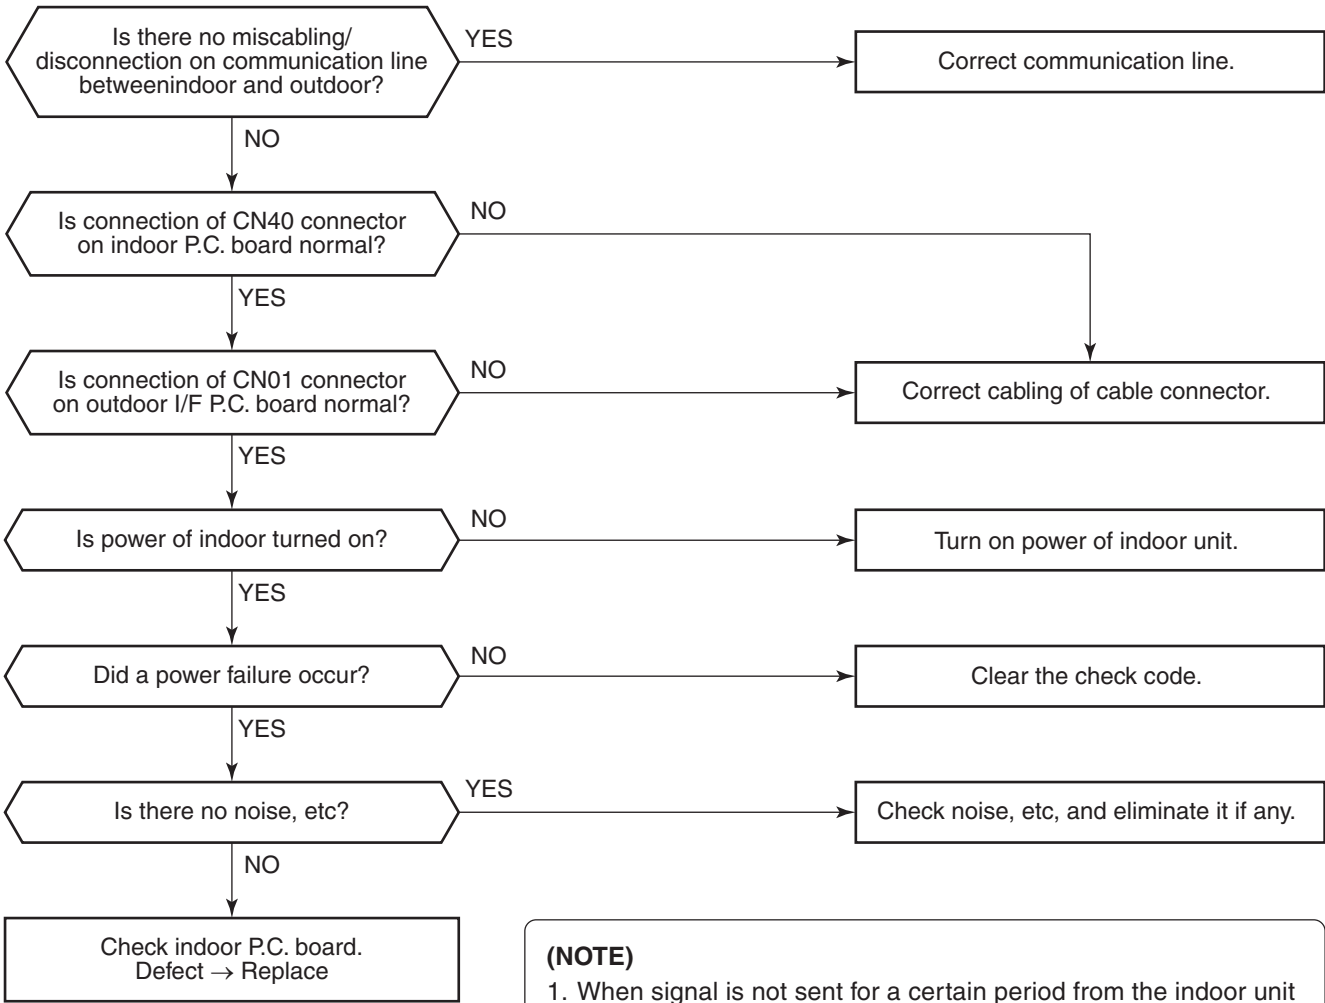 Is there no miscabling/
disconnection on communication line
betweenindoor and outdoor?
YES
Correct communication line.
NO
Is connection of CN40 connector
on indoor P.C. board normal?
NO
YES
Is connection of CN01 connector
on outdoor I/F P.C. board normal?
NO
Correct cabling of cable connector.
YES
Is power of indoor turned on?
NO
Turn on power of indoor unit.
YES
Did a power failure occur?
NO
Clear the check code.
YES
Is there no noise, etc?
YES
Check noise, etc, and eliminate it if any.
NO
Check indoor P.C. board.
Defect → Replace
(NOTE)
1. When signal is not sent for a certain period from the indoor unit